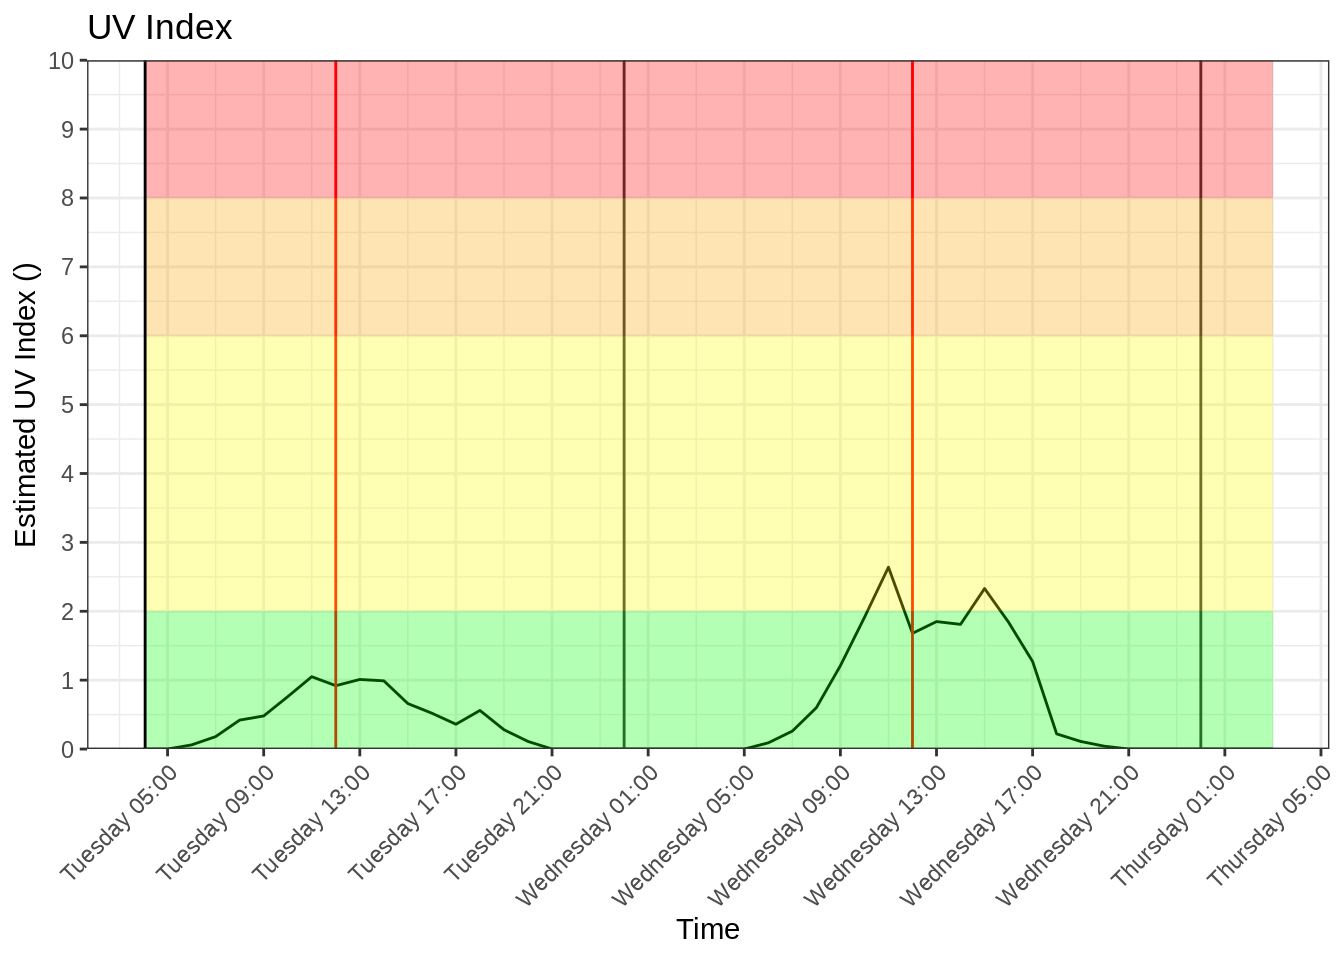 UV Index
10
9
8
7
6
5
4
3
2
1
0
Estimated UV Index ()
Tuesday 05:00
Tuesday 09:00
Tuesday 13:00
Tuesday 17:00
Tuesday 21:00
Wednesday 01:00
Wednesday 05:00
Wednesday 09:00
Wednesday 13:00
Wednesday 17:00
Wednesday 21:00
Thursday 01:00
Thursday 05:00
Time